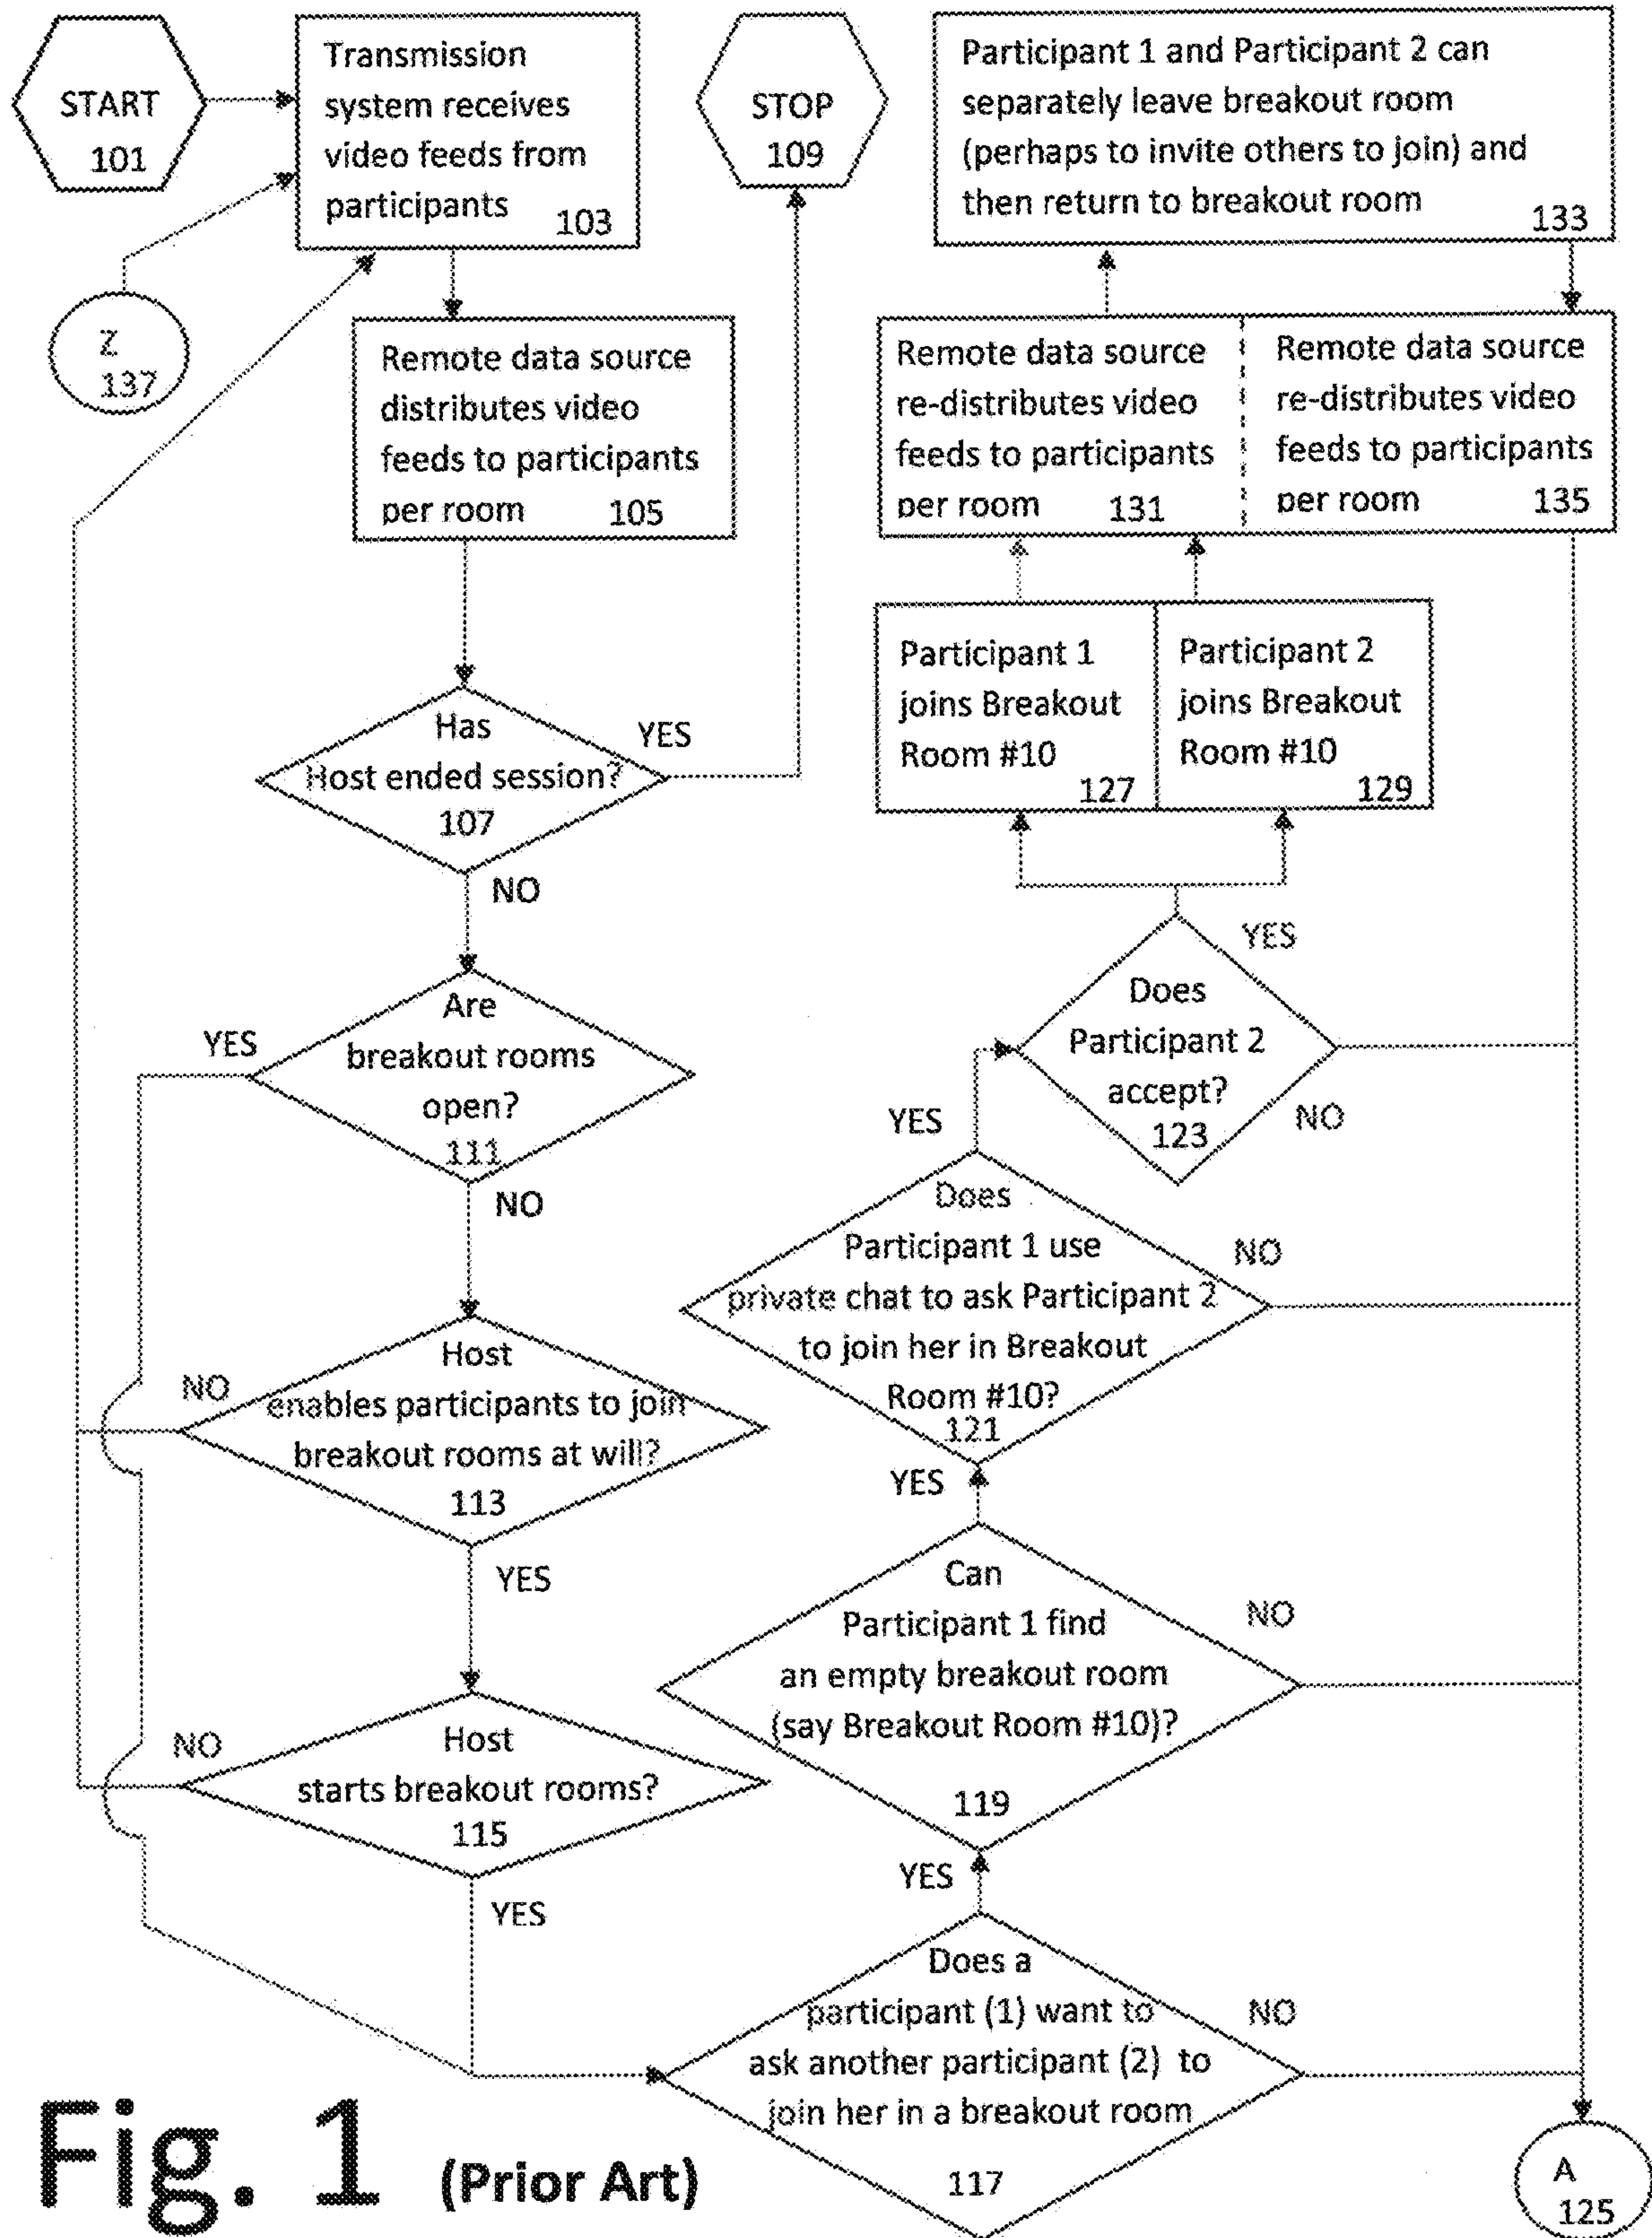 START
101
Transmission
system receives
video feeds from
participants 103
Z
137
Remote data source
distributes video
feeds to participants
per room 105
Has
Host ended session?
107
YES
NO
STOP
109
Are
breakout rooms
open?
111
YES
NO
Host
enables participants to join
breakout rooms at will?
113
NO
YES
Host
starts breakout rooms?
115
NO
YES
Does a
participant (1) want to
ask another participant (2) to
join her in a breakout room
117
NO
YES
Can
Participant 1 find
an empty breakout room
(say Breakout Room #10)?
119
NO
YES
Does
Participant 1 use
private chat to ask Participant 2
to join her in Breakout
Room #10?
121
NO
YES
Does
Participant 2
accept?
123
YES
NO
Participant 1
joins Breakout
Room #10
127
Participant 2
joins Breakout
Room #10
129
Remote data source
re-distributes video
feeds to participants
per room 131
Remote data source
re-distributes video
feeds to participants
per room 135
Participant 1 and Participant 2 can
separately leave breakout room
(perhaps to invite others to join) and
then return to breakout room
133
A
125
Fig. 1 (Prior Art)